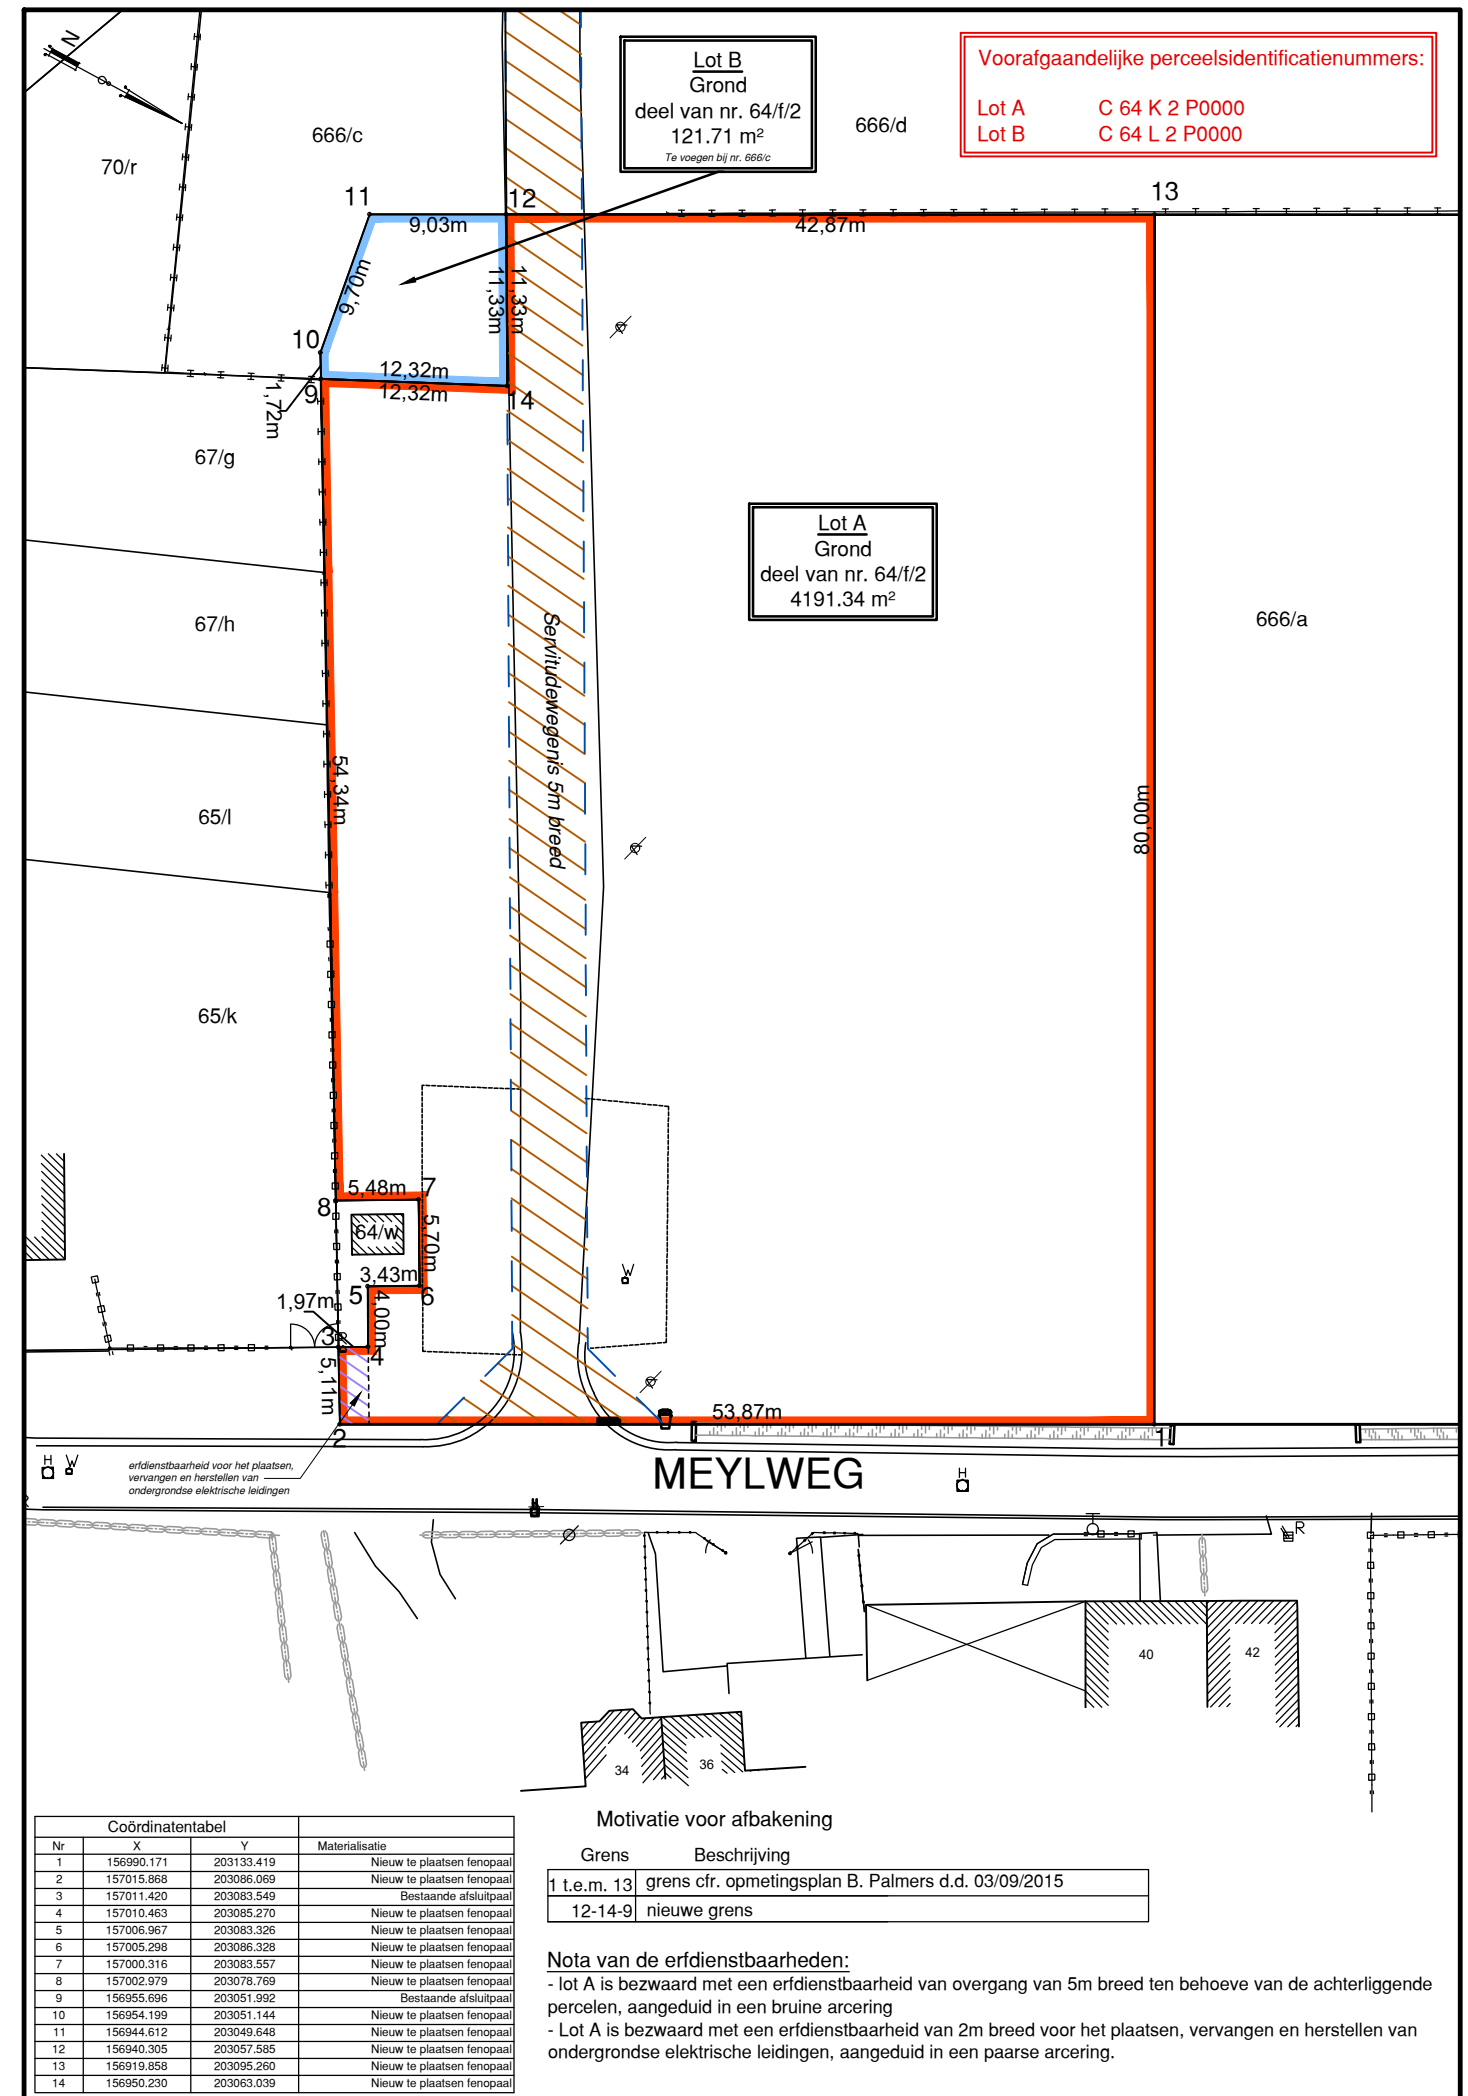 N
Lot B
Grond
deel van nr. 64/f/2
121.71 m²
Te voegen bij nr. 666/c
Voorafgaandelijke perceelsidentificatienummers:
Lot A C 64 K 2 P0000
Lot B C 64 L 2 P0000
70/r
666/c
666/d
11
12
13
9,03m
42,87m
9,70m
11,33m
11,33m
10
12,32m
12,32m
9
14
1,72m
67/g
Lot A
Grond
deel van nr. 64/f/2
4191.34 m²
67/h
666/a
Servitudewegenis 5m breed
54,34m
80,00m
65/l
65/k
5,48m
7
8
64/w
5,70m
3,43m
5
6
1,97m
4,00m
3
4
5,11m
W
53,87m
2
1
H
W
erfdienstbaarheid voor het plaatsen,
vervangen en herstellen van
ondergrondse elektrische leidingen
MEYLWEG
H
R
40
42
34
36
Coördinatentabel
Nr X Y Materialisatie
1 156990.171 203133.419 Nieuw te plaatsen fenopaal
2 157015.868 203086.069 Nieuw te plaatsen fenopaal
3 157011.420 203083.549 Bestaande afsluitpaal
4 157010.463 203085.270 Nieuw te plaatsen fenopaal
5 157006.967 203083.326 Nieuw te plaatsen fenopaal
6 157005.298 203086.328 Nieuw te plaatsen fenopaal
7 157000.316 203083.557 Nieuw te plaatsen fenopaal
8 157002.979 203078.769 Nieuw te plaatsen fenopaal
9 156955.696 203051.992 Bestaande afsluitpaal
10 156954.199 203051.144 Nieuw te plaatsen fenopaal
11 156944.612 203049.648 Nieuw te plaatsen fenopaal
12 156940.305 203057.585 Nieuw te plaatsen fenopaal
13 156919.858 203095.260 Nieuw te plaatsen fenopaal
14 156950.230 203063.039 Nieuw te plaatsen fenopaal
Motivatie voor afbakening
Grens Beschrijving
1 t.e.m. 13 grens cfr. opmetingsplan B. Palmers d.d. 03/09/2015
12-14-9 nieuwe grens
Nota van de erfdienstbaarheden:
- lot A is bezwaard met een erfdienstbaarheid van overgang van 5m breed ten behoeve van de achterliggende
percelen, aangeduid in een bruine arcering
- Lot A is bezwaard met een erfdienstbaarheid van 2m breed voor het plaatsen, vervangen en herstellen van
ondergrondse elektrische leidingen, aangeduid in een paarse arcering.